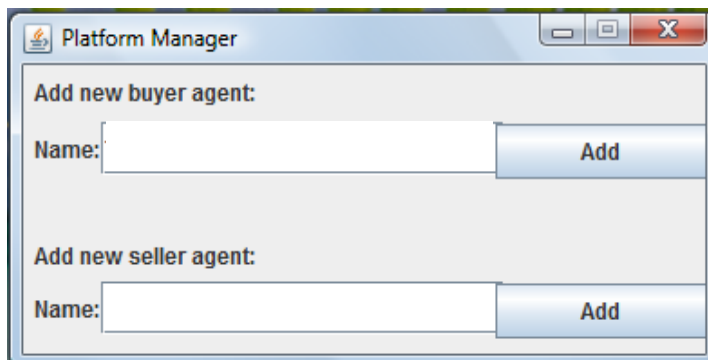 Platform Manager
Add new buyer agent:
Name: Add
Add new seller agent:
Name: Add